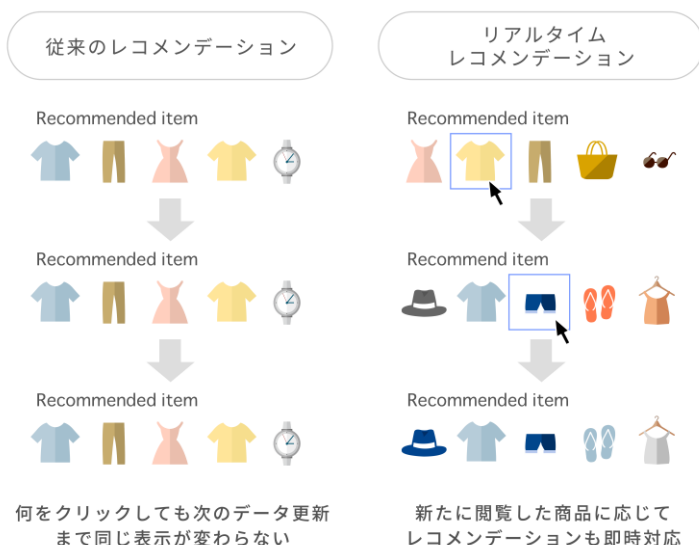 従来のレコメンデーション
Recommended item
Recommended item
Recommended item
何をクリックしても次のデータ更新
まで同じ表示が変わらない
リアルタイム
レコメンデーション
Recommended item
Recommend item
Recommended item
新たに閲覧した商品に応じて
レコメンデーションも即時対応